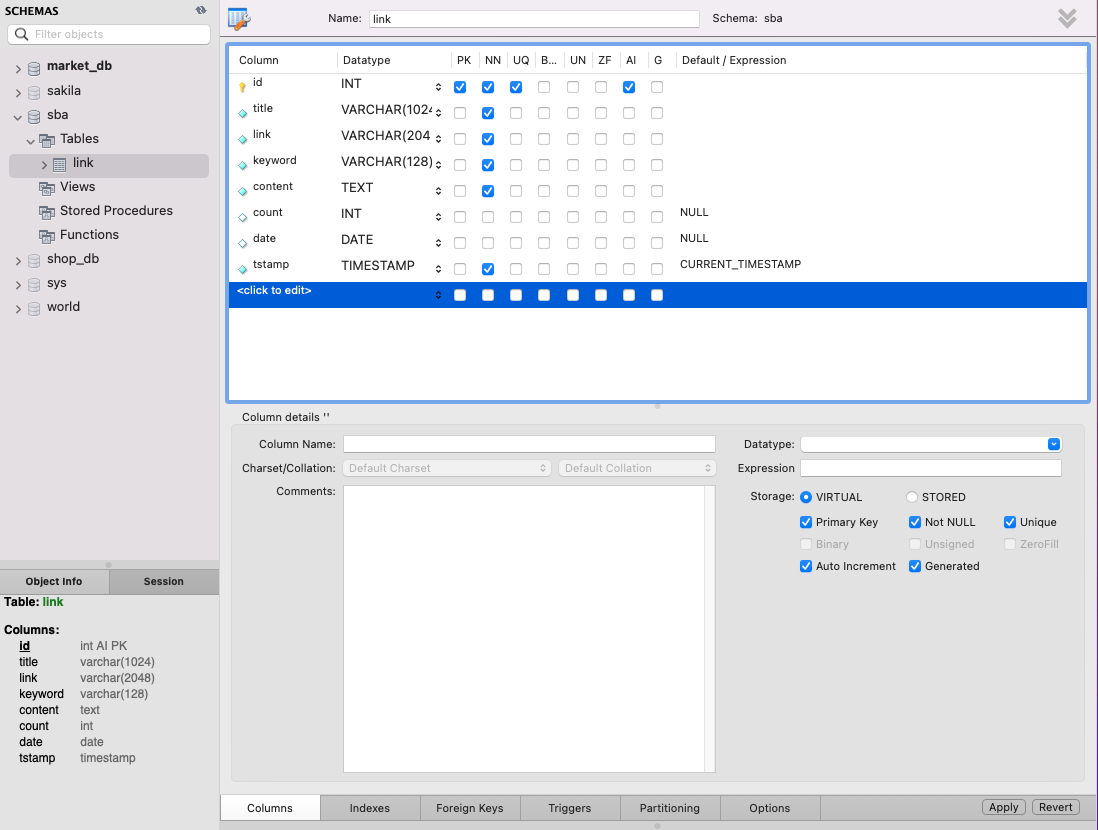 SCHEMAS
Filter objects
market_db
sakila
sba
Tables
link
Views
Stored Procedures
Functions
shop_db
sys
world
Object Info Session
Table: link
Columns:
id int AI PK
title varchar(1024)
link varchar(2048)
keyword varchar(128)
content text
count int
date date
tstamp timestamp
Name: link Schema: sba
Column Datatype PK NN UQ B... UN ZF AI G Default / Expression
id INT
title VARCHAR(1024
link VARCHAR(204
keyword VARCHAR(128)
content TEXT
count INT NULL
date DATE NULL
tstamp TIMESTAMP CURRENT_TIMESTAMP
<click to edit>
Column details ''
Column Name: Datatype:
Charset/Collation: Default Charset Default Collation Expression
Comments: Storage: VIRTUAL STORED
Primary Key Not NULL Unique
Binary Unsigned ZeroFill
Auto Increment Generated
Columns Indexes Foreign Keys Triggers Partitioning Options Apply Revert